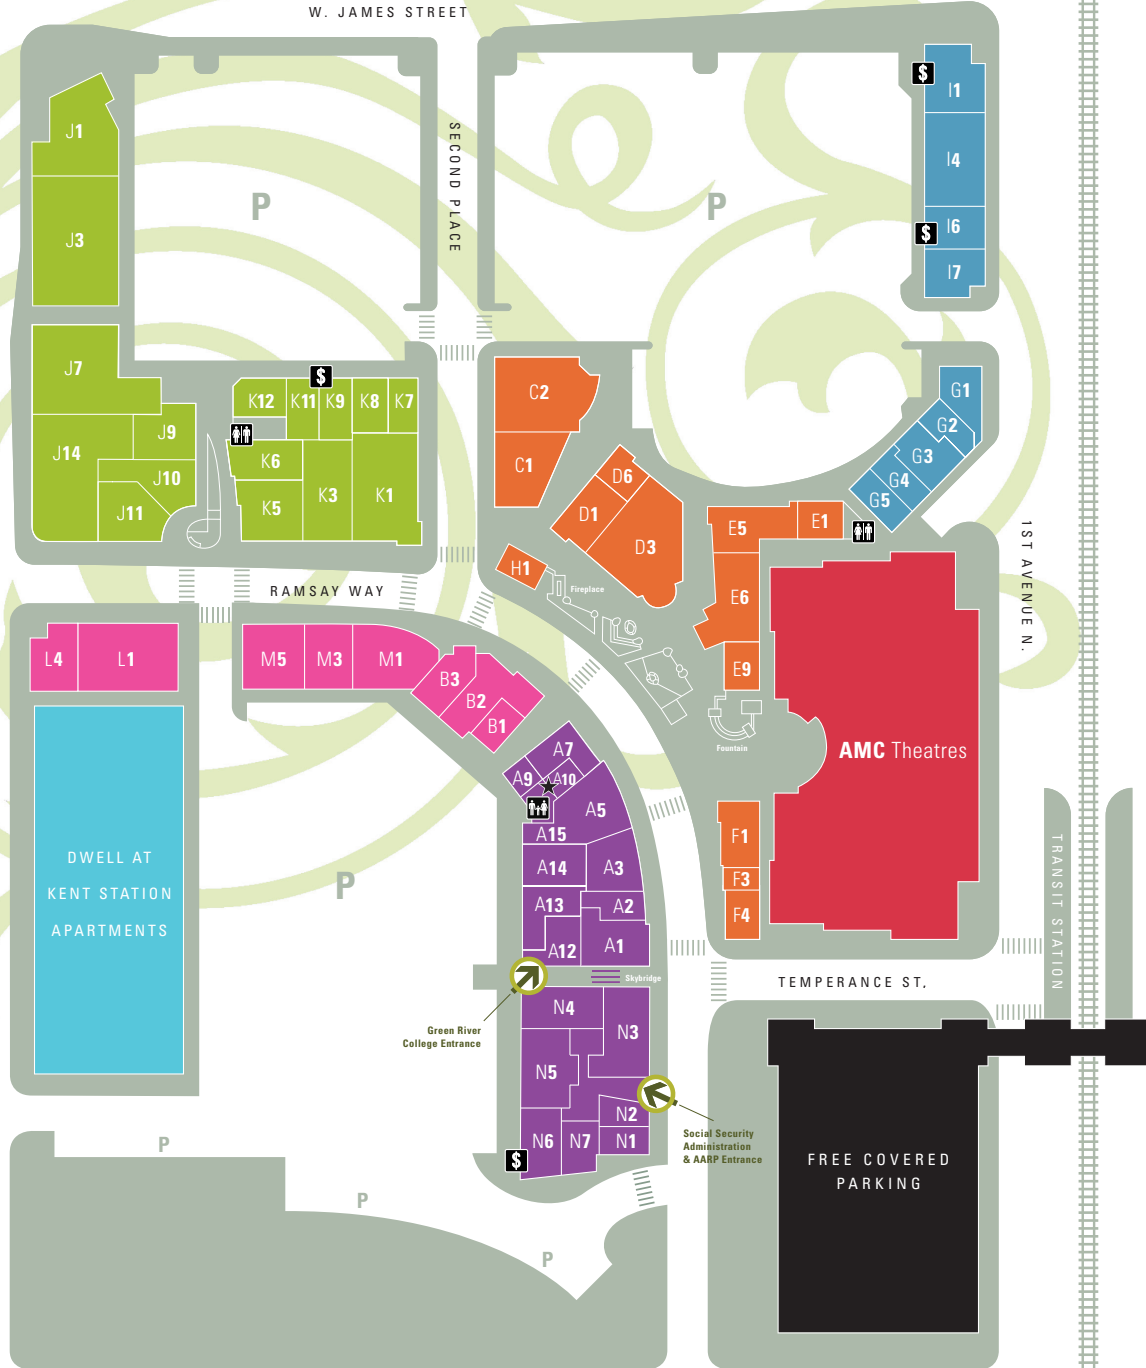 W. JAMES STREET
$
I1
J1
SECOND PLACE
I4
P
P
I6
$
J3
I7
J7
$
C2
G1
K12
K11
K9
K8
K7
G2
J9
J14
G3
K6
C1
D6
J10
G4
K5
K3
K1
G5
J11
D1
E5
E1
D3
1ST AVENUE N.
H1
RAMSAY WAY
Fireplace
E6
L4
L1
M5
M3
M1
E9
B3
B2
B1
Fountain
AMC Theatres
A7
A9
A10
A5
A15
F1
DWELL AT
KENT STATION
APARTMENTS
P
A14
A3
F3
TRANSIT STATION
A13
A2
F4
A12
A1
Skybridge
TEMPERANCE ST,
N4
Green River
College Entrance
N3
N5
N2
N6
N7
N1
Social Security
Administration
& AARP Entrance
$
P
FREE COVERED
PARKING
P
P